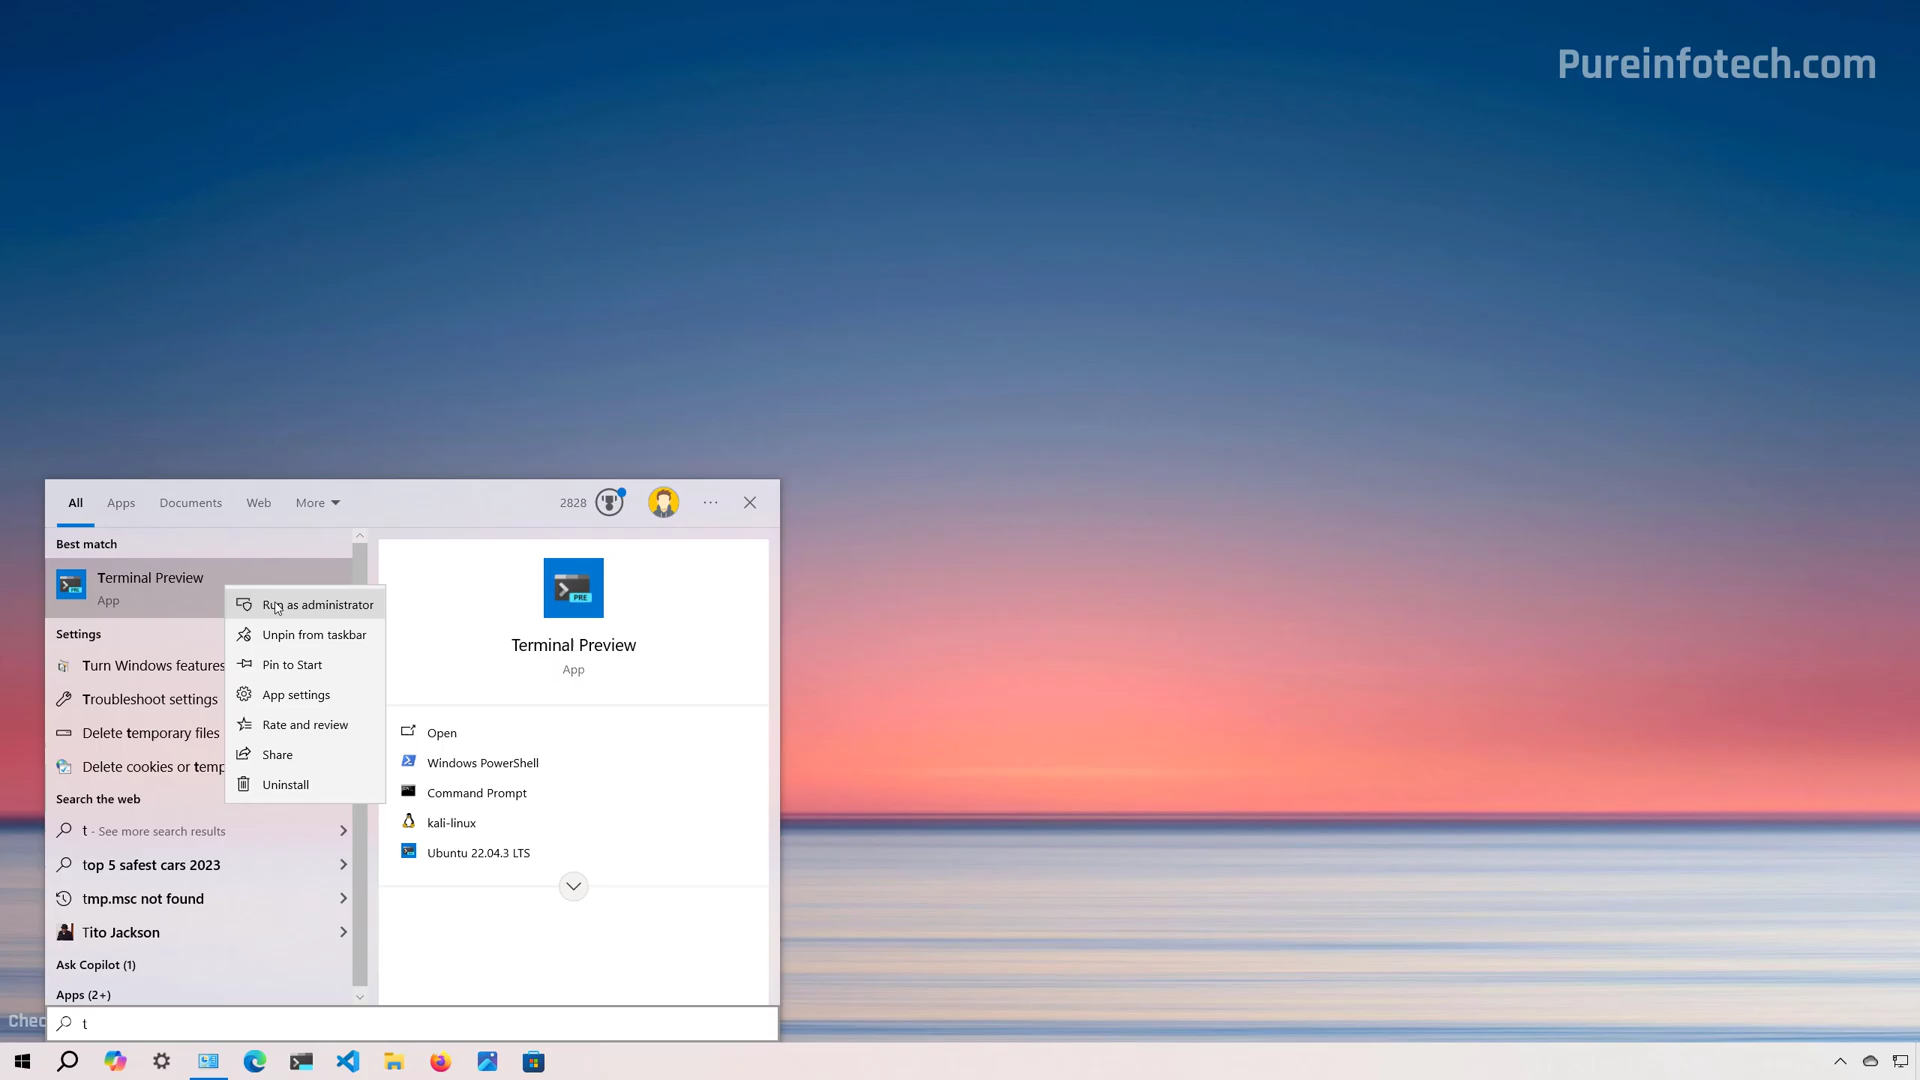 Pureinfotech.com
All Apps Documents Web More 2828
Best match
Terminal Preview
App
Run as administrator
Unpin from taskbar
Pin to Start
App settings
Rate and review
Share
Uninstall
Settings
Turn Windows features
Troubleshoot settings
Delete temporary files
Delete cookies or temp
Search the web
t - See more search results
top 5 safest cars 2023
tmp.msc not found
Tito Jackson
Ask Copilot (1)
Apps (2+)
PRE
Terminal Preview
App
Open
Windows PowerShell
Command Prompt
kali-linux
Ubuntu 22.04.3 LTS
Chec
t